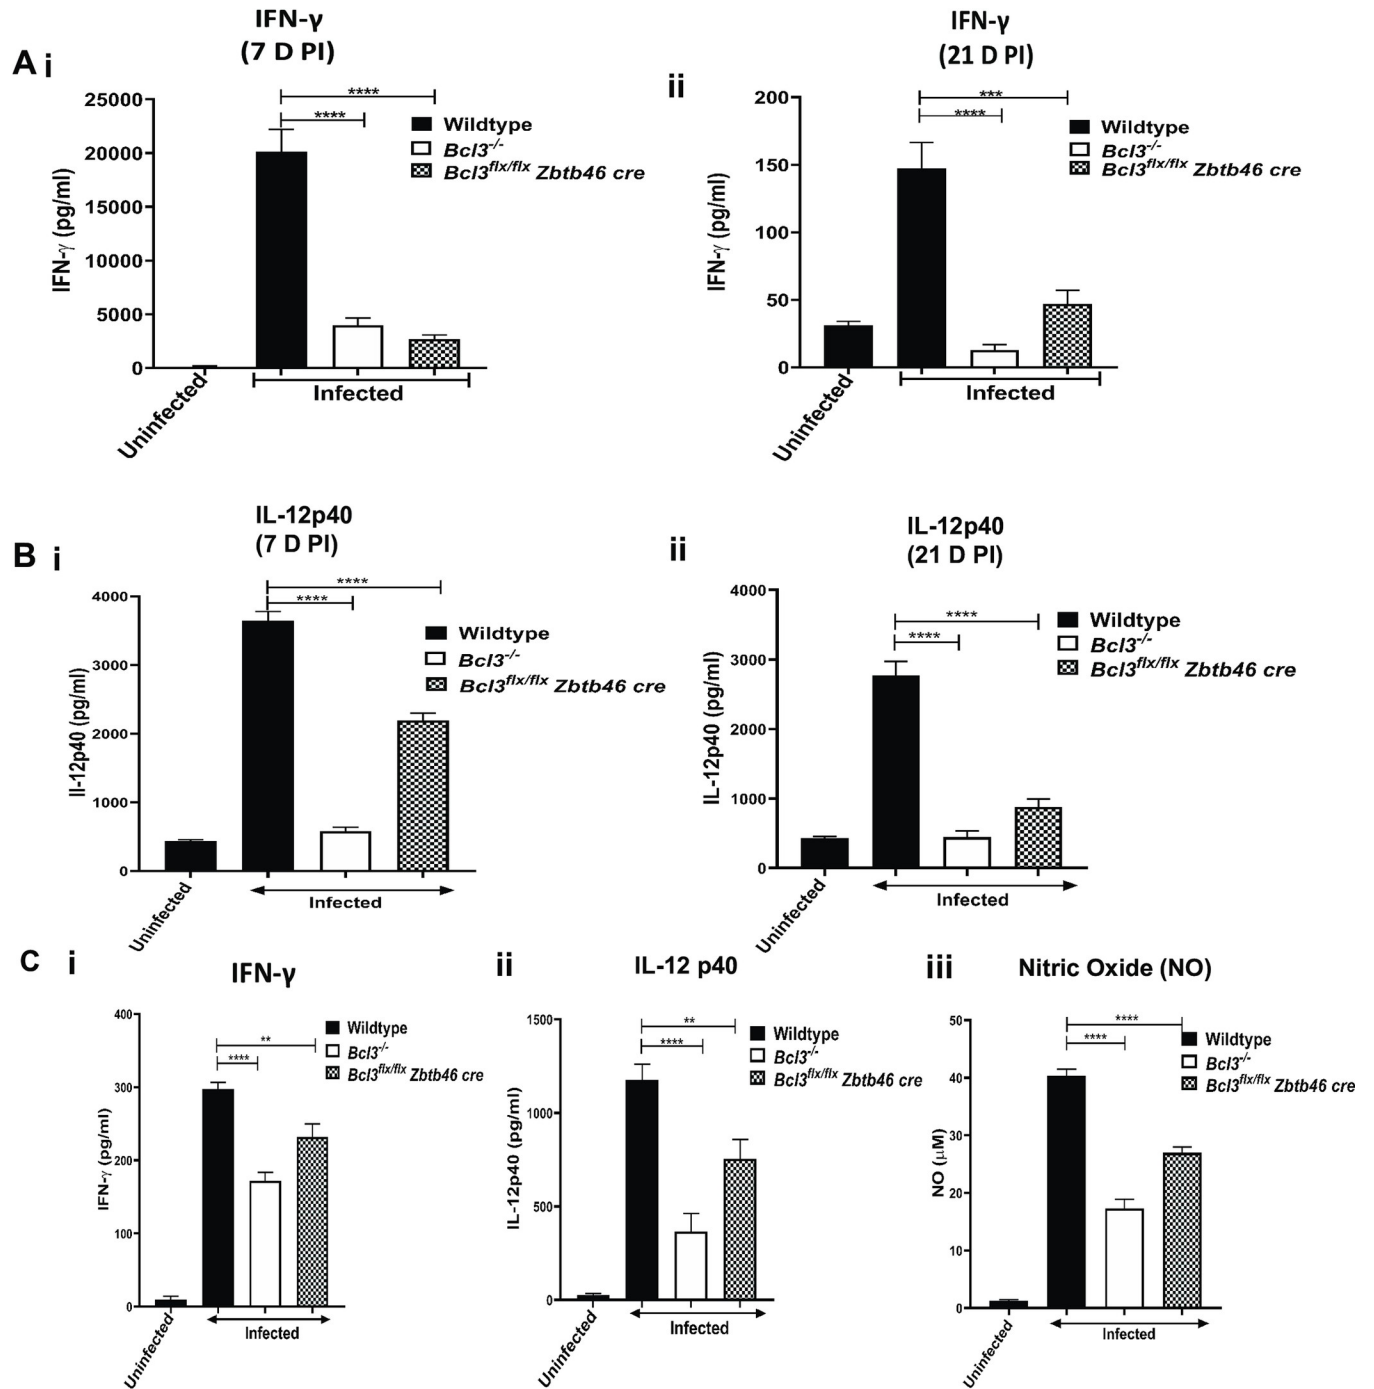 A i
IFN-γ
(7 D PI)
25000
20000
15000
10000
5000
0
IFN-γ (pg/ml)
****
****
Wildtype
Bcl3-/-
Bcl3flx/flx Zbtb46 cre
Uninfected
Infected
ii
IFN-γ
(21 D PI)
200
150
100
50
0
IFN-γ (pg/ml)
***
****
Wildtype
Bcl3-/-
Bcl3flx/flx Zbtb46 cre
Uninfected
Infected
B i
IL-12p40
(7 D PI)
4000
3000
2000
1000
0
Il-12p40 (pg/ml)
****
****
Wildtype
Bcl3-/-
Bcl3flx/flx Zbtb46 cre
Uninfected
Infected
ii
IL-12p40
(21 D PI)
4000
3000
2000
1000
0
IL-12p40 (pg/ml)
****
****
Wildtype
Bcl3-/-
Bcl3flx/flx Zbtb46 cre
Uninfected
Infected
C i
IFN-γ
400
300
200
100
0
IFN-γ (pg/ml)
**
****
Wildtype
Bcl3-/-
Bcl3flx/flx Zbtb46 cre
Uninfected
Infected
ii
IL-12 p40
1500
1000
500
0
IL-12p40 (pg/ml)
**
****
Wildtype
Bcl3-/-
Bcl3flx/flx Zbtb46 cre
Uninfected
Infected
iii
Nitric Oxide (NO)
50
40
30
20
10
0
NO (μM)
****
****
Wildtype
Bcl3-/-
Bcl3flx/flx Zbtb46 cre
Uninfected
Infected